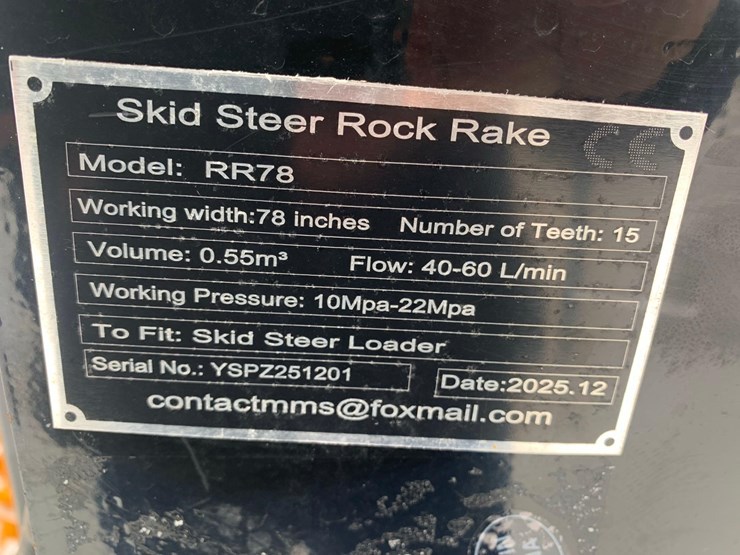 Skid Steer Rock Rake CE
Model: RR78
Working width:78 inches Number of Teeth: 15
Volume: 0.55m³ Flow: 40-60 L/min
Working Pressure: 10Mpa-22Mpa
To Fit: Skid Steer Loader
Serial No.: YSPZ251201 Date:2025.12
contactmms@foxmail.com